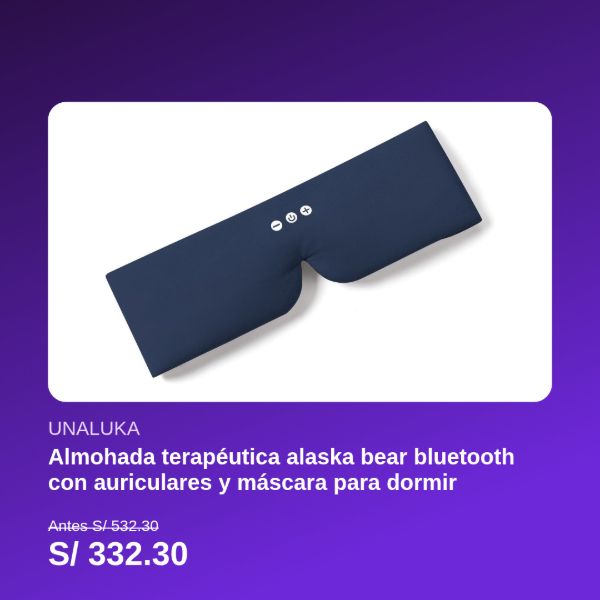 UNALUKA
Almohada terapéutica alaska bear bluetooth
con auriculares y máscara para dormir
Antes S/ 532.30
S/ 332.30